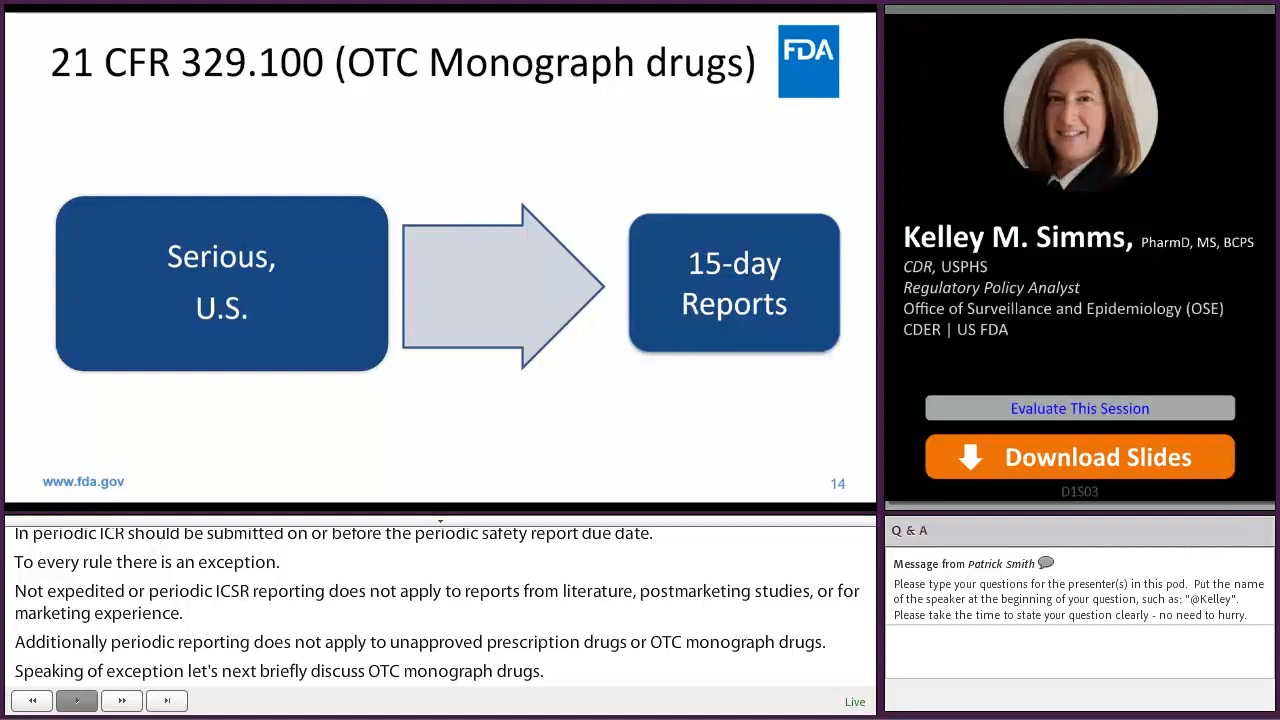 21 CFR 329.100 (OTC Monograph drugs)
FDA
Serious,
U.S.
15-day
Reports
www.fda.gov
14
Kelley M. Simms, PharmD, MS, BCPS
CDR, USPHS
Regulatory Policy Analyst
Office of Surveillance and Epidemiology (OSE)
CDER | US FDA
Evaluate This Session
Download Slides
D1S03
In periodic ICR should be submitted on or before the periodic safety report due date.
To every rule there is an exception.
Not expedited or periodic ICSR reporting does not apply to reports from literature, postmarketing studies, or for
marketing experience.
Additionally periodic reporting does not apply to unapproved prescription drugs or OTC monograph drugs.
Speaking of exception let's next briefly discuss OTC monograph drugs.
Live
Q & A
Message from Patrick Smith
Please type your questions for the presenter(s) in this pod. Put the name
of the speaker at the beginning of your question, such as: "@Kelley".
Please take the time to state your question clearly - no need to hurry.